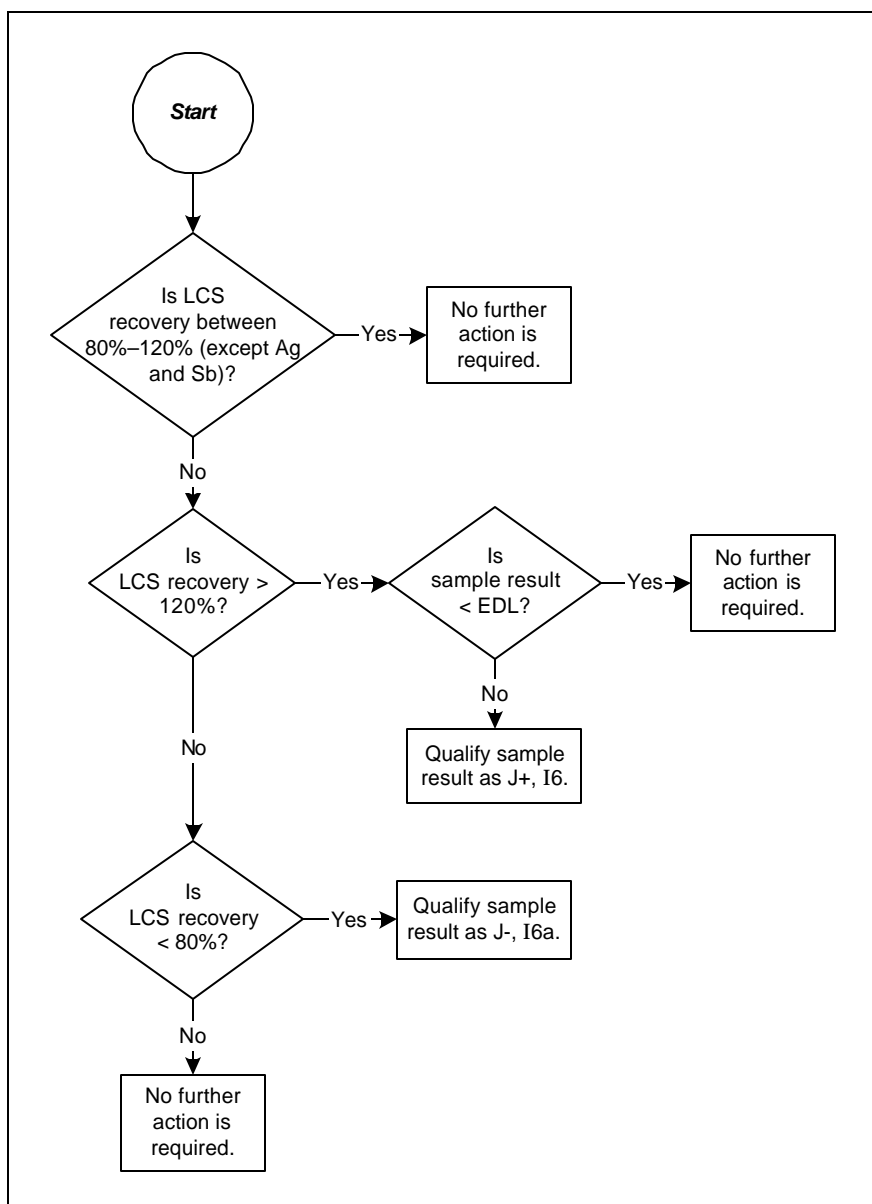 Start
Is LCS
recovery between
80%–120% (except Ag
and Sb)?
Yes
No further
action is
required.
No
Is
LCS recovery >
120%?
Yes
Is
sample result
< EDL?
Yes
No further
action is
required.
No
Qualify sample
result as J+, I6.
No
Is
LCS recovery
< 80%?
Yes
Qualify sample
result as J-, I6a.
No
No further
action is
required.